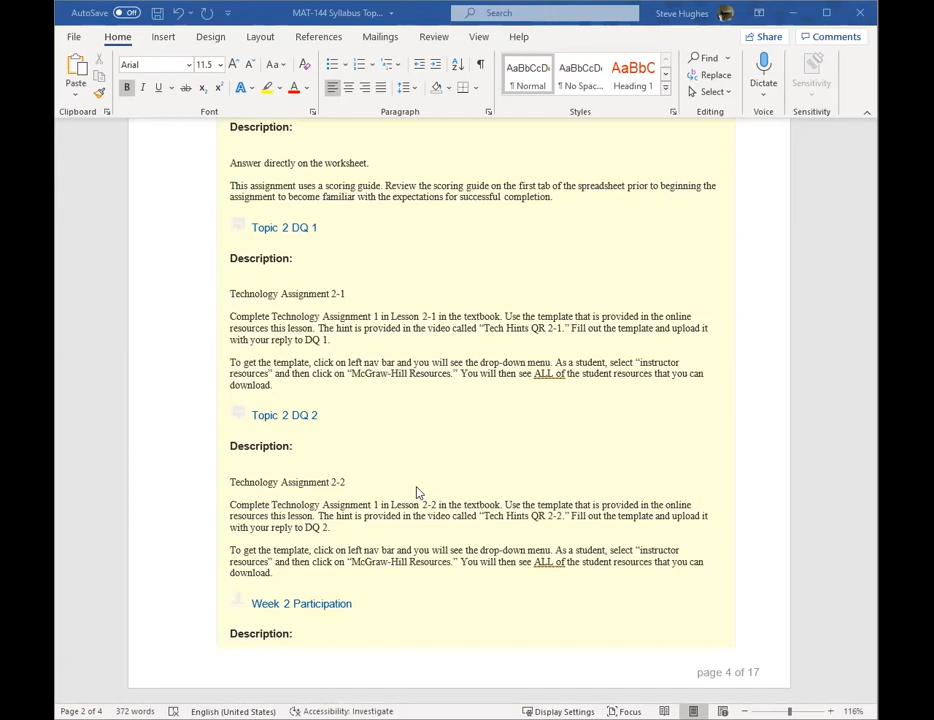 AutoSave Off MAT-144 Syllabus Top... Search Steve Hughes
File Home Insert Design Layout References Mailings Review View Help Share Comments
Arial 11.5 Aa AaBbCcDc AaBbCcDc AaBbC Find
Paste B I U ab x₂ x² A A ¶ Normal ¶ No Spac... Heading 1 Replace Dictate Sensitivity
Select
Clipboard Font Paragraph Styles Editing Voice Sensitivity
Description:
Answer directly on the worksheet.
This assignment uses a scoring guide. Review the scoring guide on the first tab of the spreadsheet prior to beginning the
assignment to become familiar with the expectations for successful completion.
Topic 2 DQ 1
Description:
Technology Assignment 2-1
Complete Technology Assignment 1 in Lesson 2-1 in the textbook. Use the template that is provided in the online
resources this lesson. The hint is provided in the video called “Tech Hints QR 2-1.” Fill out the template and upload it
with your reply to DQ 1.
To get the template, click on left nav bar and you will see the drop-down menu. As a student, select “instructor
resources” and then click on “McGraw-Hill Resources.” You will then see ALL of the student resources that you can
download.
Topic 2 DQ 2
Description:
Technology Assignment 2-2
Complete Technology Assignment 1 in Lesson 2-2 in the textbook. Use the template that is provided in the online
resources this lesson. The hint is provided in the video called “Tech Hints QR 2-2.” Fill out the template and upload it
with your reply to DQ 2.
To get the template, click on left nav bar and you will see the drop-down menu. As a student, select “instructor
resources” and then click on “McGraw-Hill Resources.” You will then see ALL of the student resources that you can
download.
Week 2 Participation
Description:
page 4 of 17
Page 2 of 4 372 words English (United States) Accessibility: Investigate Display Settings Focus 116%